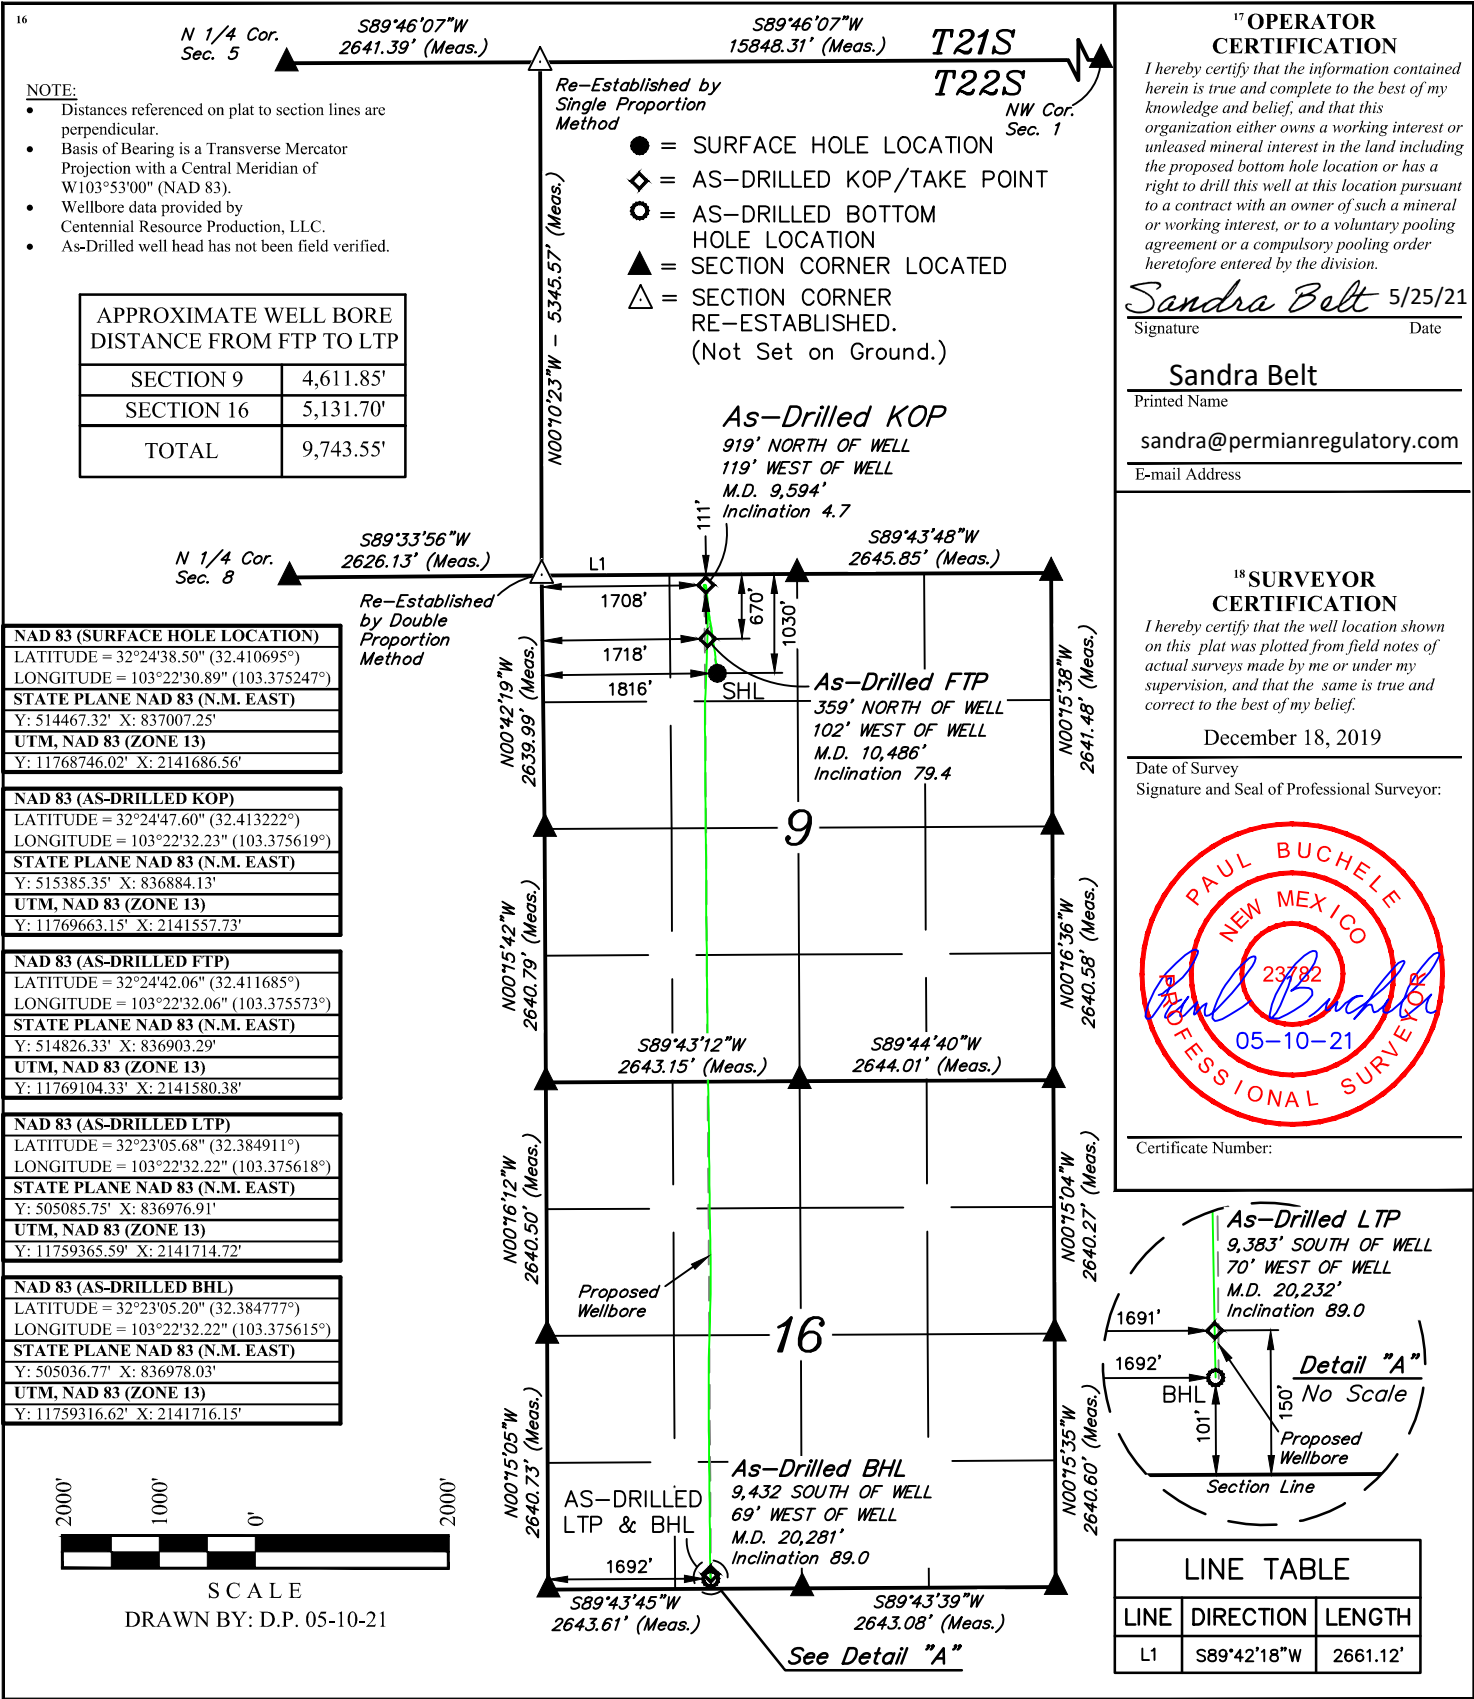 16
N 1/4 Cor.
Sec. 5
S89°46'07"W
2641.39' (Meas.)
S89°46'07"W
15848.31' (Meas.)
T21S
T22S
NW Cor.
Sec. 1
Re-Established by
Single Proportion
Method
NOTE:
• Distances referenced on plat to section lines are
perpendicular.
• Basis of Bearing is a Transverse Mercator
Projection with a Central Meridian of
W103°53'00" (NAD 83).
• Wellbore data provided by
Centennial Resource Production, LLC.
• As-Drilled well head has not been field verified.
= SURFACE HOLE LOCATION
= AS-DRILLED KOP/TAKE POINT
= AS-DRILLED BOTTOM
HOLE LOCATION
= SECTION CORNER LOCATED
= SECTION CORNER
RE-ESTABLISHED.
(Not Set on Ground.)
N00°10'23"W - 5345.57' (Meas.)
APPROXIMATE WELL BORE
DISTANCE FROM FTP TO LTP
SECTION 9 4,611.85'
SECTION 16 5,131.70'
TOTAL 9,743.55'
As-Drilled KOP
919' NORTH OF WELL
119' WEST OF WELL
M.D. 9,594'
Inclination 4.7
111'
N 1/4 Cor.
Sec. 8
S89°33'56"W
2626.13' (Meas.)
L1
S89°43'48"W
2645.85' (Meas.)
Re-Established
by Double
Proportion
Method
1708'
1718'
1816'
670'
1030'
SHL
As-Drilled FTP
359' NORTH OF WELL
102' WEST OF WELL
M.D. 10,486'
Inclination 79.4
N00°42'19"W
2639.99' (Meas.)
N00°15'38"W
2641.48' (Meas.)
9
N00°15'42"W
2640.79' (Meas.)
N00°16'36"W
2640.58' (Meas.)
S89°43'12"W
2643.15' (Meas.)
S89°44'40"W
2644.01' (Meas.)
N00°16'12"W
2640.50' (Meas.)
N00°15'04"W
2640.27' (Meas.)
Proposed
Wellbore
16
N00°15'05"W
2640.73' (Meas.)
N00°15'35"W
2640.60' (Meas.)
AS-DRILLED
LTP & BHL
1692'
As-Drilled BHL
9,432 SOUTH OF WELL
69' WEST OF WELL
M.D. 20,281'
Inclination 89.0
S89°43'45"W
2643.61' (Meas.)
S89°43'39"W
2643.08' (Meas.)
See Detail "A"
NAD 83 (SURFACE HOLE LOCATION)
LATITUDE = 32°24'38.50" (32.410695°)
LONGITUDE = 103°22'30.89" (103.375247°)
STATE PLANE NAD 83 (N.M. EAST)
Y: 514467.32' X: 837007.25'
UTM, NAD 83 (ZONE 13)
Y: 11768746.02' X: 2141686.56'
NAD 83 (AS-DRILLED KOP)
LATITUDE = 32°24'47.60" (32.413222°)
LONGITUDE = 103°22'32.23" (103.375619°)
STATE PLANE NAD 83 (N.M. EAST)
Y: 515385.35' X: 836884.13'
UTM, NAD 83 (ZONE 13)
Y: 11769663.15' X: 2141557.73'
NAD 83 (AS-DRILLED FTP)
LATITUDE = 32°24'42.06" (32.411685°)
LONGITUDE = 103°22'32.06" (103.375573°)
STATE PLANE NAD 83 (N.M. EAST)
Y: 514826.33' X: 836903.29'
UTM, NAD 83 (ZONE 13)
Y: 11769104.33' X: 2141580.38'
NAD 83 (AS-DRILLED LTP)
LATITUDE = 32°23'05.68" (32.384911°)
LONGITUDE = 103°22'32.22" (103.375618°)
STATE PLANE NAD 83 (N.M. EAST)
Y: 505085.75' X: 836976.91'
UTM, NAD 83 (ZONE 13)
Y: 11759365.59' X: 2141714.72'
NAD 83 (AS-DRILLED BHL)
LATITUDE = 32°23'05.20" (32.384777°)
LONGITUDE = 103°22'32.22" (103.375615°)
STATE PLANE NAD 83 (N.M. EAST)
Y: 505036.77' X: 836978.03'
UTM, NAD 83 (ZONE 13)
Y: 11759316.62' X: 2141716.15'
2000' 1000' 0' 2000'
SCALE
DRAWN BY: D.P. 05-10-21
17 OPERATOR
CERTIFICATION
I hereby certify that the information contained
herein is true and complete to the best of my
knowledge and belief, and that this
organization either owns a working interest or
unleased mineral interest in the land including
the proposed bottom hole location or has a
right to drill this well at this location pursuant
to a contract with an owner of such a mineral
or working interest, or to a voluntary pooling
agreement or a compulsory pooling order
heretofore entered by the division.
Sandra Belt 5/25/21
Signature Date
Sandra Belt
Printed Name
sandra@permianregulatory.com
E-mail Address
18 SURVEYOR
CERTIFICATION
I hereby certify that the well location shown
on this plat was plotted from field notes of
actual surveys made by me or under my
supervision, and that the same is true and
correct to the best of my belief.
December 18, 2019
Date of Survey
Signature and Seal of Professional Surveyor:
PAUL BUCHELE
NEW MEXICO
23782
Paul Buchele
05-10-21
PROFESSIONAL SURVEYOR
Certificate Number:
As-Drilled LTP
9,383' SOUTH OF WELL
70' WEST OF WELL
M.D. 20,232'
Inclination 89.0
1691'
1692'
BHL
101'
150'
Detail "A"
No Scale
Proposed
Wellbore
Section Line
LINE TABLE
LINE DIRECTION LENGTH
L1 S89°42'18"W 2661.12'